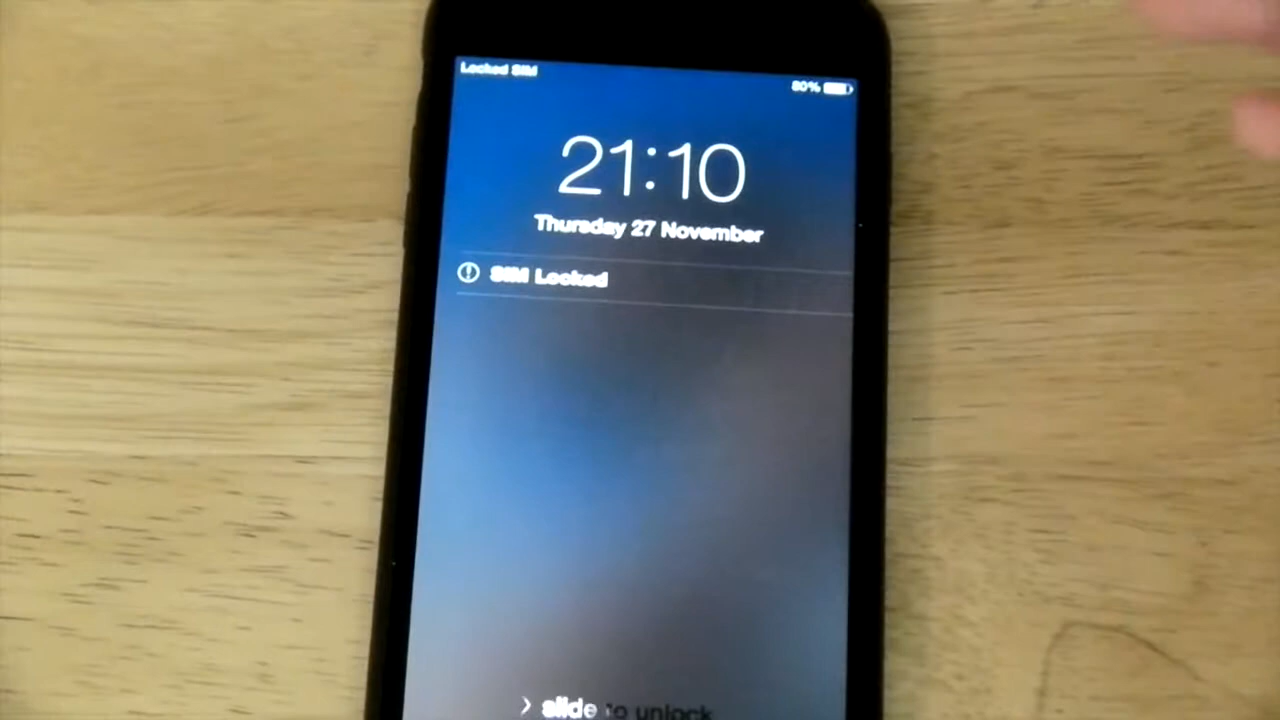 Locked SIM
80%
21:10
Thursday 27 November
SIM Locked
> slide to unlock